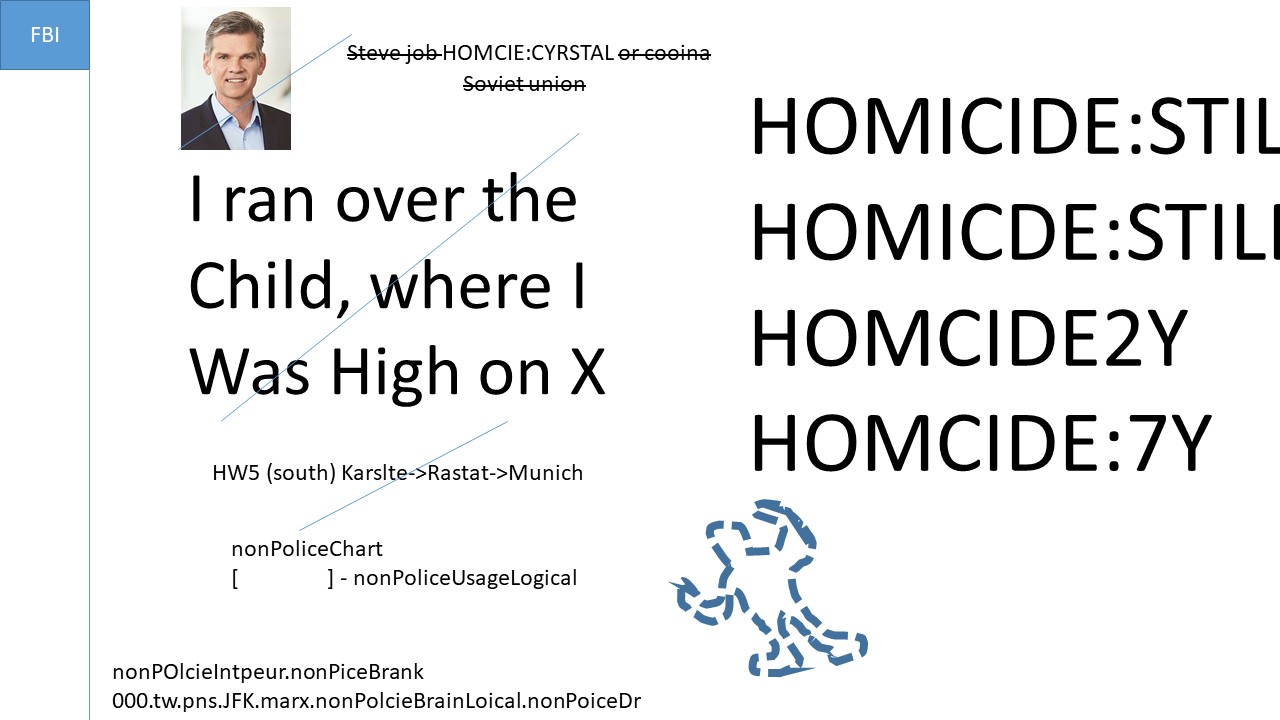 FBI
Steve job HOMCIE:CYRSTAL or cooina
Soviet union
I ran over the
Child, where I
Was High on X
HOMICIDE:STIL
HOMICDE:STILL
HOMCIDE2Y
HOMCIDE:7Y
HW5 (south) Karslte->Rastat->Munich
nonPoliceChart
[ ] - nonPoliceUsageLogical
nonPOlcieIntpeur.nonPiceBrank
000.tw.pns.JFK.marx.nonPolcieBrainLoical.nonPoiceDr